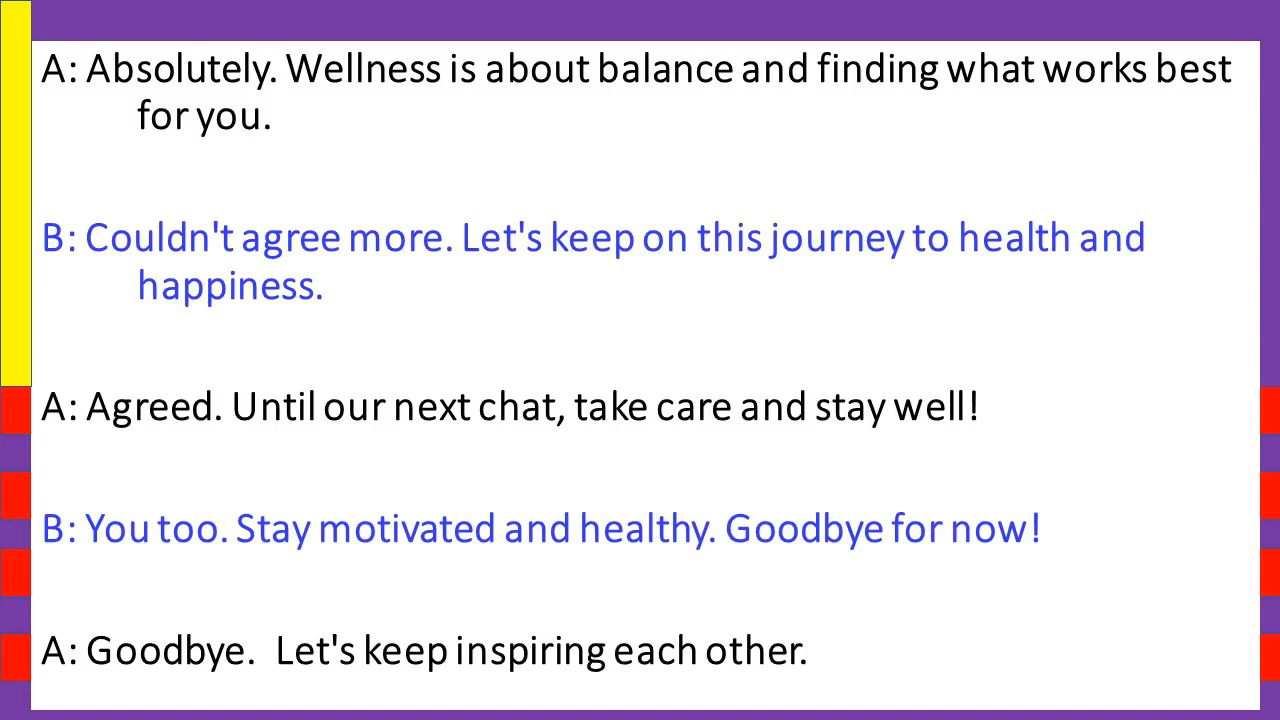 A: Absolutely. Wellness is about balance and finding what works best
for you.
B: Couldn't agree more. Let's keep on this journey to health and
happiness.
A: Agreed. Until our next chat, take care and stay well!
B: You too. Stay motivated and healthy. Goodbye for now!
A: Goodbye.  Let's keep inspiring each other.